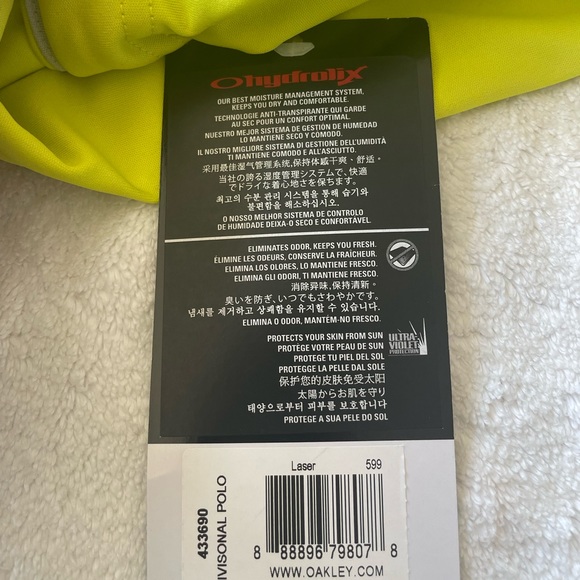 Ohydrolix
OUR BEST MOISTURE MANAGEMENT SYSTEM,
KEEPS YOU DRY AND COMFORTABLE.
TECHNOLOGIE ANTI-TRANSPIRANTE QUI GARDE
AU SEC POUR UN CONFORT OPTIMAL.
NUESTRO MEJOR SISTEMA DE GESTIÓN DE HUMEDAD
LO MANTIENE SECO Y CÓMODO.
IL NOSTRO MIGLIORE SISTEMA DI GESTIONE DELL'UMIDITÀ
TI MANTIENE COMODO E ALL'ASCIUTTO.
采用最佳湿气管理系统,保持体感干爽、舒适。
当社の誇る湿度管理システムで、快適
でドライな着心地さを保ちます。
최고의 수분 관리 시스템을 통해 습기와
불편함을 해소하십시오.
O NOSSO MELHOR SISTEMA DE CONTROLO
DE HUMIDADE DEIXA-O SECO E CONFORTÁVEL.
ELIMINATES ODOR, KEEPS YOU FRESH.
ÉLIMINE LES ODEURS, CONSERVE LA FRAÎCHEUR.
ELIMINA LOS OLORES, LO MANTIENE FRESCO.
ELIMINA GLI ODORI, TI MANTIENE FRESCO.
消除异味,保持清新。
臭いを防ぎ、いつでもさわやかです。
냄새를 제거하고 상쾌함을 유지할 수 있습니다.
ELIMINA O ODOR, MANTÉM-NO FRESCO.
PROTECTS YOUR SKIN FROM SUN
PROTÈGE VOTRE PEAU DE SUN
PROTEGE TU PIEL DEL SOL
PROTEGGE LA PELLE DAL SOLE
保护您的皮肤免受太阳
太陽からお肌を守り
태양으로부터 피부를 보호합니다
PROTEGE A SUA PELE DO SOL
ULTRA-
VIOLET
PROTECTION
Laser 599
433690
DIVISONAL POLO
8 88896 79807 8
WWW.OAKLEY.COM